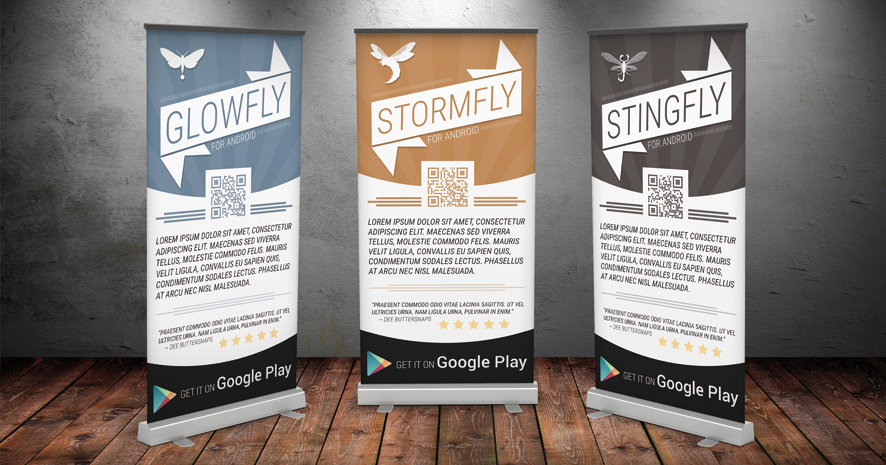 GLOWFLY
FOR ANDROID
LOREM IPSUM DOLOR SIT AMET, CONSECTETUR
ADIPISCING ELIT. MAECENAS SED VIVERRA
TELLUS, MOLESTIE COMMODO FELIS. MAURIS
VELIT LIGULA, CONVALLIS EU SAPIEN QUIS,
CONDIMENTUM SODALES LECTUS. PHASELLUS
AT ARCU NEC NISL MALESUADA.
"PRAESENT COMMODO ODIO VITAE LACINIA SAGITTIS. UT VEL
ULTRICIES URNA. NAM LIGULA URNA, PULVINAR IN ENIM."
— DEE BUTTERSNAPS
GET IT ON Google Play
STORMFLY
FOR ANDROID
LOREM IPSUM DOLOR SIT AMET, CONSECTETUR
ADIPISCING ELIT. MAECENAS SED VIVERRA
TELLUS, MOLESTIE COMMODO FELIS. MAURIS
VELIT LIGULA, CONVALLIS EU SAPIEN QUIS,
CONDIMENTUM SODALES LECTUS. PHASELLUS
AT ARCU NEC NISL MALESUADA.
"PRAESENT COMMODO ODIO VITAE LACINIA SAGITTIS. UT VEL
ULTRICIES URNA. NAM LIGULA URNA, PULVINAR IN ENIM."
— DEE BUTTERSNAPS
GET IT ON Google Play
STINGFLY
FOR ANDROID
LOREM IPSUM DOLOR SIT AMET, CONSECTETUR
ADIPISCING ELIT. MAECENAS SED VIVERRA
TELLUS, MOLESTIE COMMODO FELIS. MAURIS
VELIT LIGULA, CONVALLIS EU SAPIEN QUIS,
CONDIMENTUM SODALES LECTUS. PHASELLUS
AT ARCU NEC NISL MALESUADA.
"PRAESENT COMMODO ODIO VITAE LACINIA SAGITTIS. UT VEL
ULTRICIES URNA. NAM LIGULA URNA, PULVINAR IN ENIM."
— DEE BUTTERSNAPS
GET IT ON Google Play